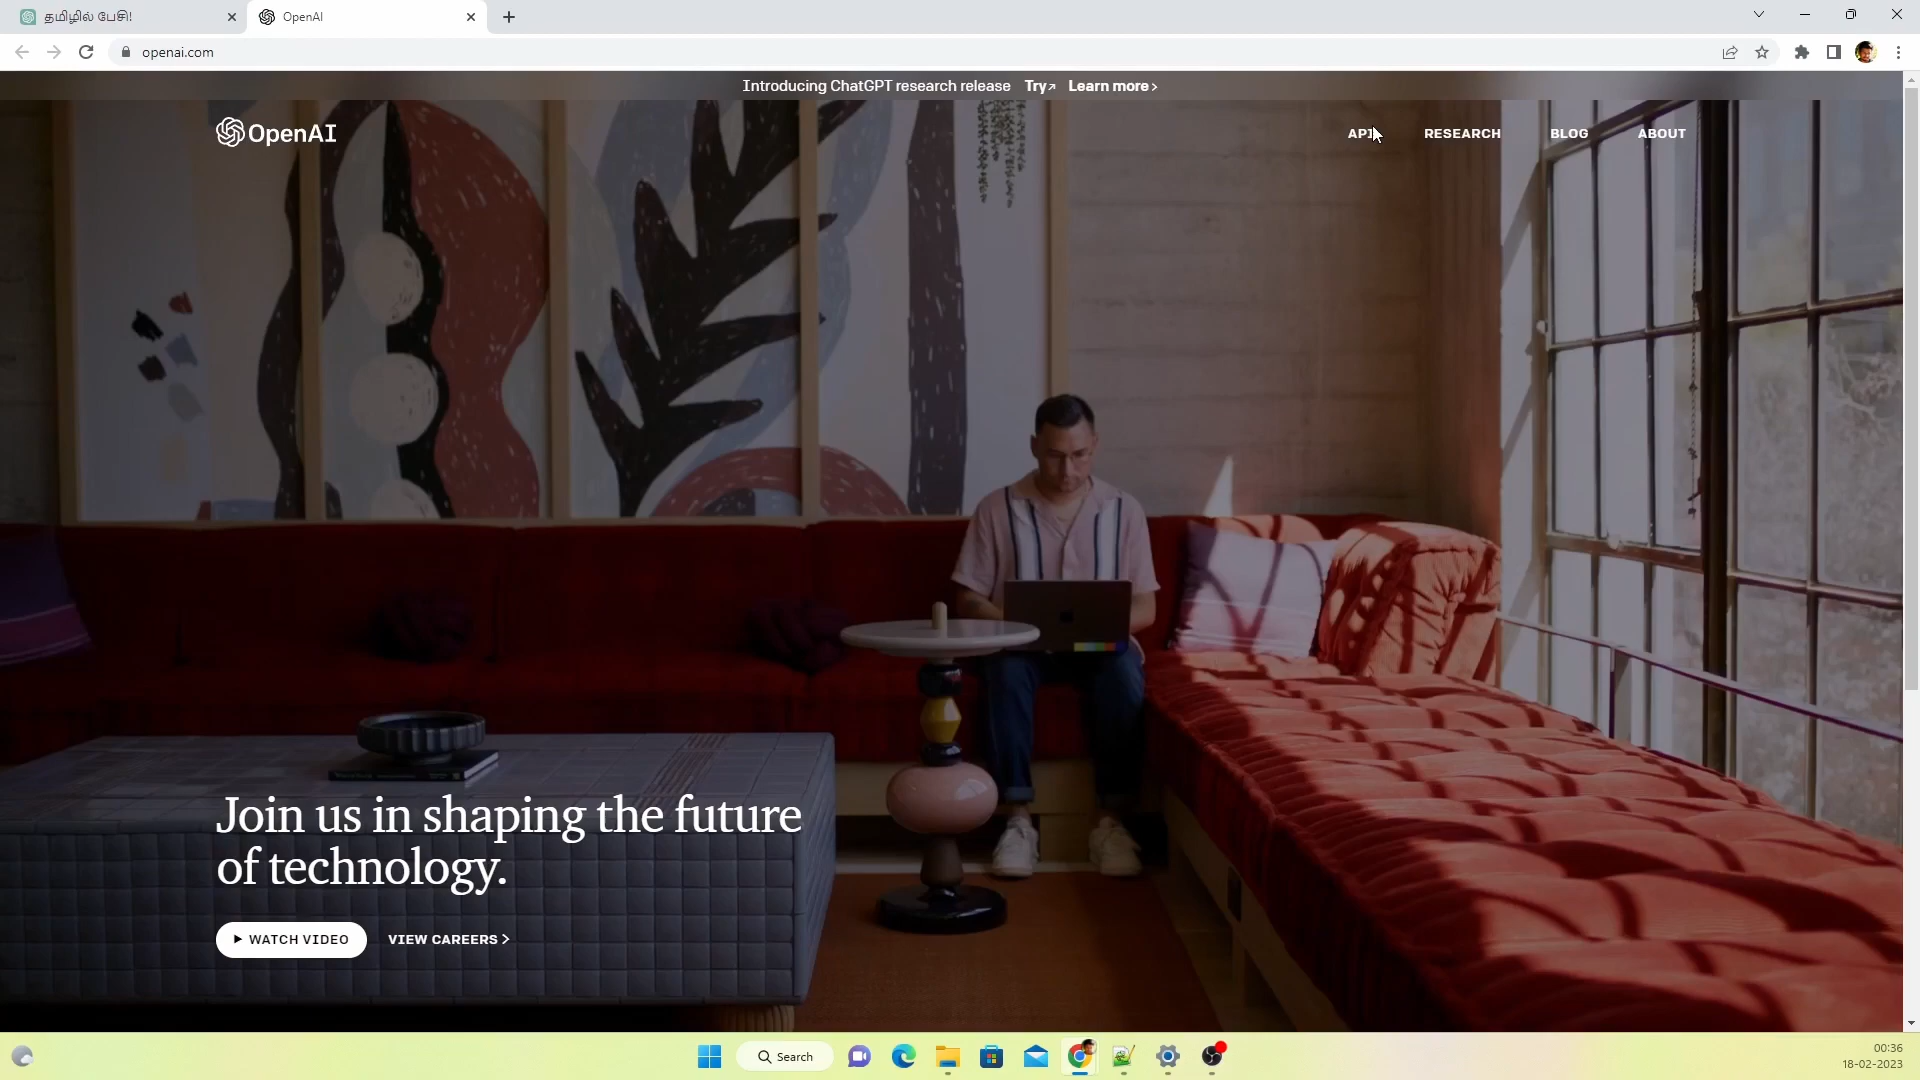 தமிழில் பேசி!
OpenAI
openai.com
Introducing ChatGPT research release Try↗ Learn more ›
OpenAI
API RESEARCH BLOG ABOUT
Join us in shaping the future
of technology.
WATCH VIDEO VIEW CAREERS >
Search
00:36
18-02-2023